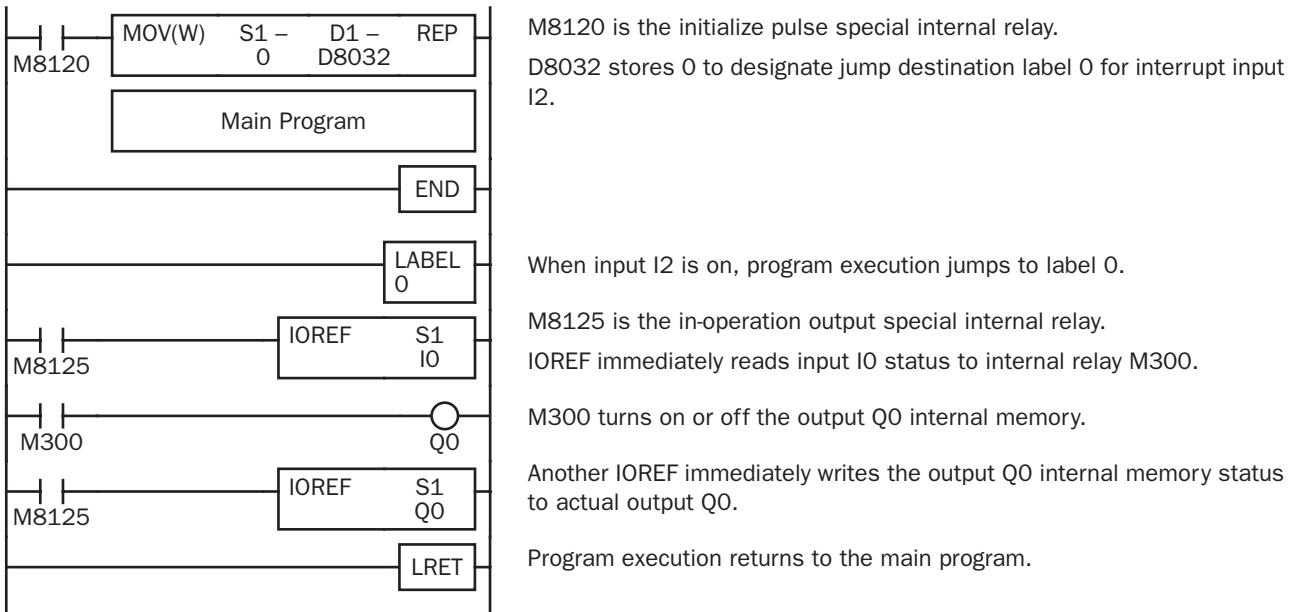 MOV(W) S1 – D1 – REP
0 D8032
M8120
M8120 is the initialize pulse special internal relay.
D8032 stores 0 to designate jump destination label 0 for interrupt input
I2.
Main Program
END
LABEL
0
When input I2 is on, program execution jumps to label 0.
IOREF S1
I0
M8125
M8125 is the in-operation output special internal relay.
IOREF immediately reads input I0 status to internal relay M300.
M300
Q0
M300 turns on or off the output Q0 internal memory.
IOREF S1
Q0
M8125
Another IOREF immediately writes the output Q0 internal memory status
to actual output Q0.
LRET
Program execution returns to the main program.